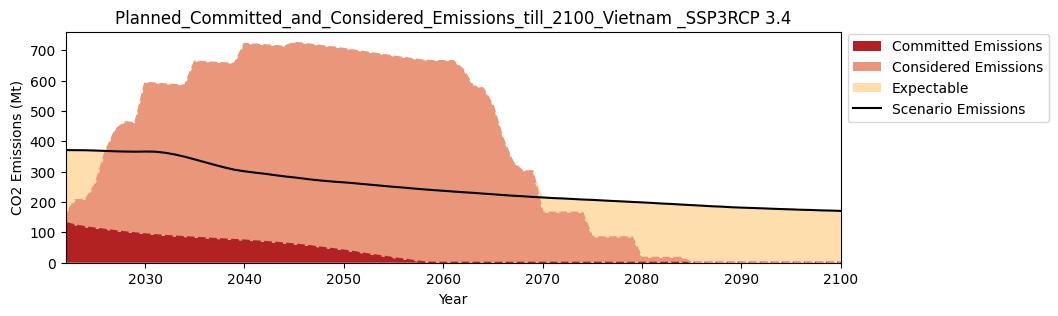 Planned_Committed_and_Considered_Emissions_till_2100_Vietnam _SSP3RCP 3.4
Committed Emissions
Considered Emissions
Expectable
Scenario Emissions
CO2 Emissions (Mt)
700
600
500
400
300
200
100
0
2030 2040 2050 2060 2070 2080 2090 2100
Year